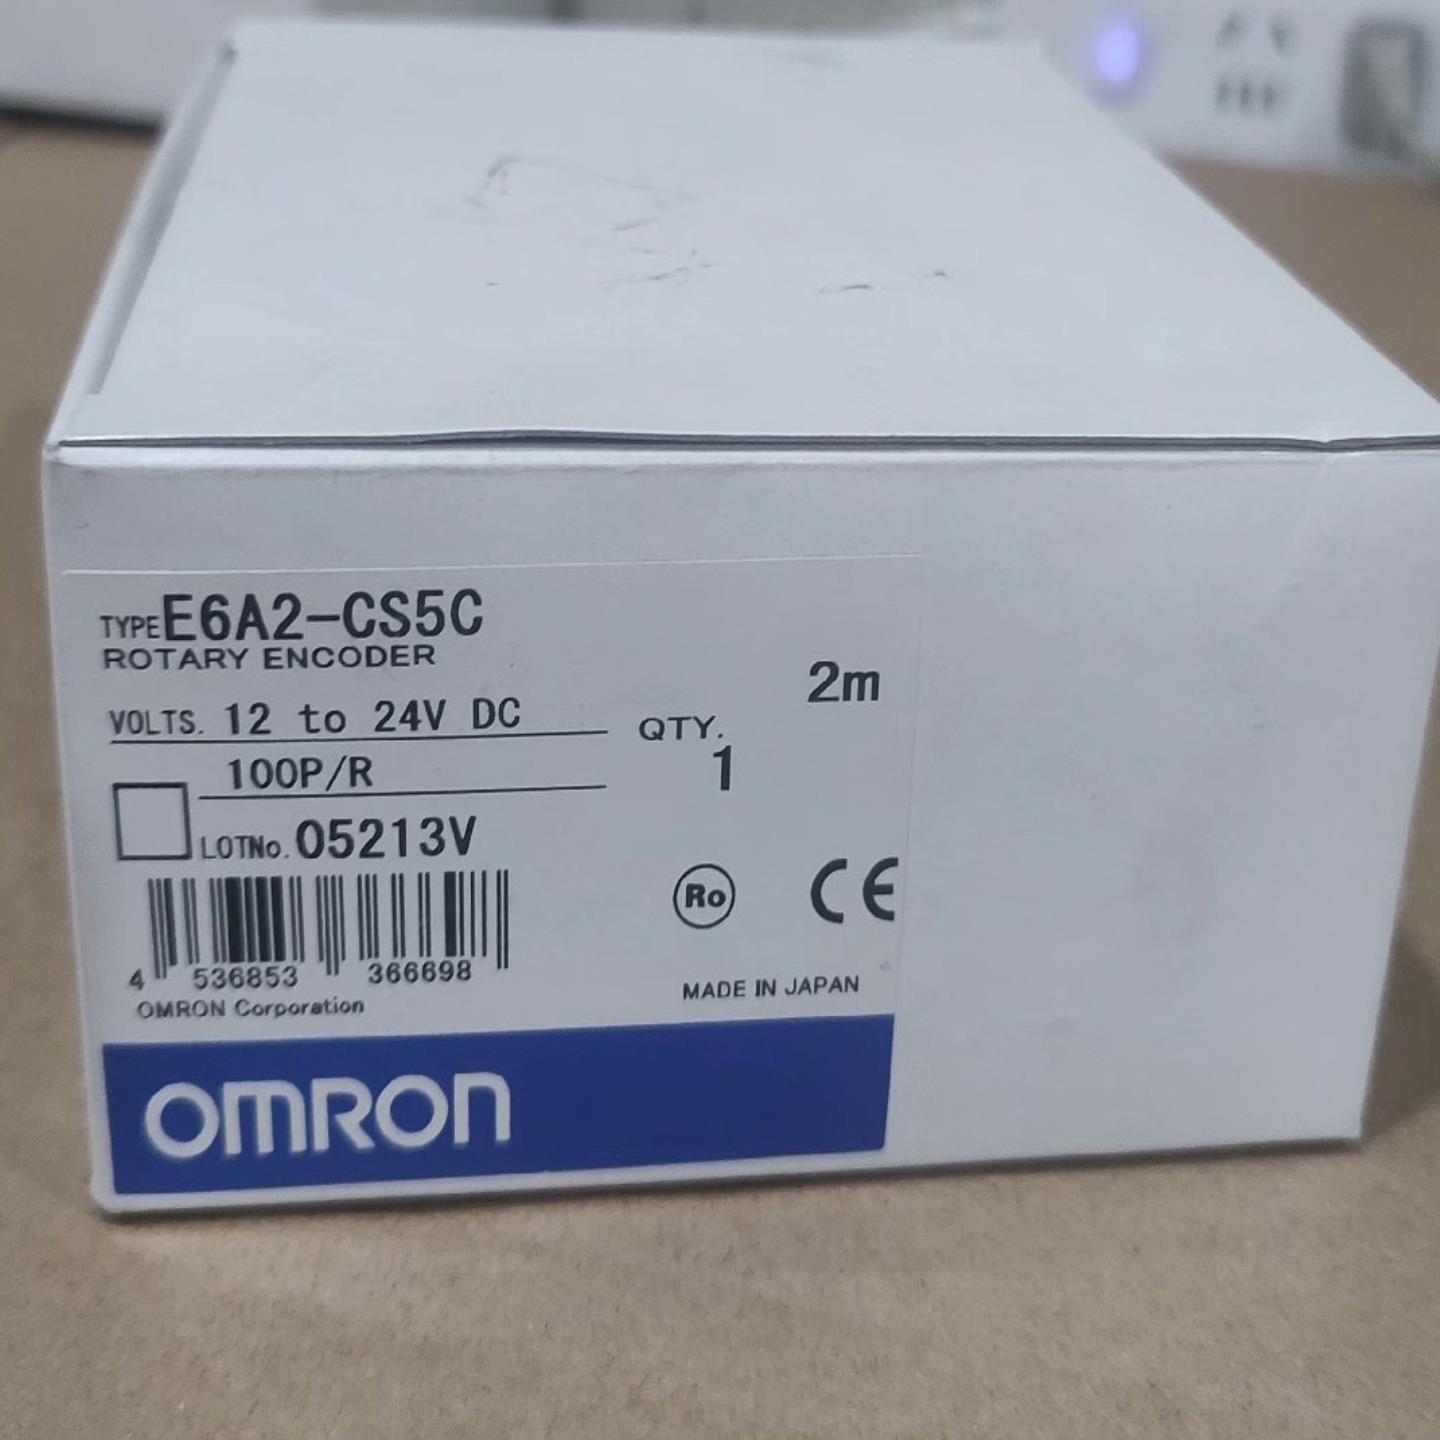 TYPE E6A2-CS5C
ROTARY ENCODER
2m
VOLTS. 12 to 24V DC
QTY.
1
100P/R
LOTNo. 05213V
Ro CE
4 536853 366698
OMRON Corporation
MADE IN JAPAN
OMRON